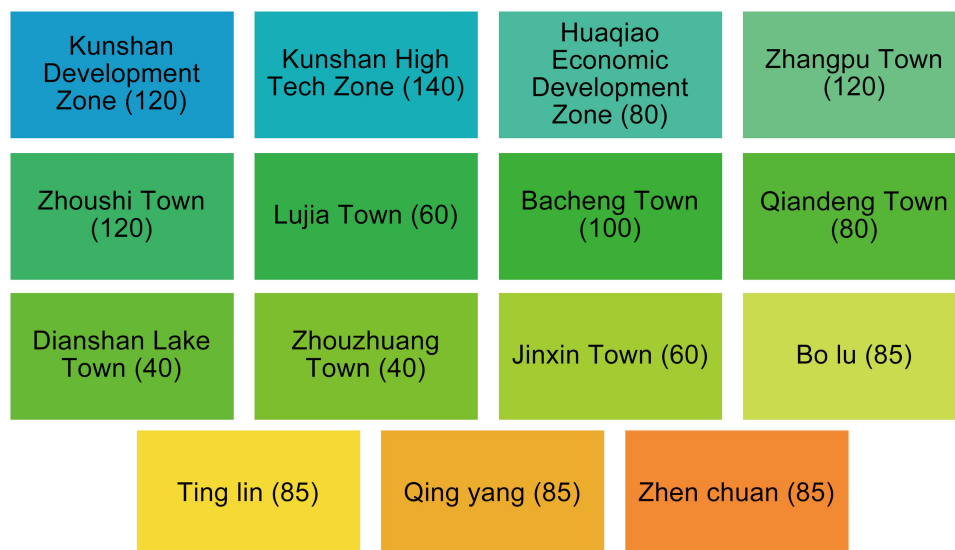 Kunshan
Development
Zone (120)
Kunshan High
Tech Zone (140)
Huaqiao
Economic
Development
Zone (80)
Zhangpu Town
(120)
Zhoushi Town
(120)
Lujia Town (60)
Bacheng Town
(100)
Qiandeng Town
(80)
Dianshan Lake
Town (40)
Zhouzhuang
Town (40)
Jinxin Town (60)
Bo lu (85)
Ting lin (85)
Qing yang (85)
Zhen chuan (85)